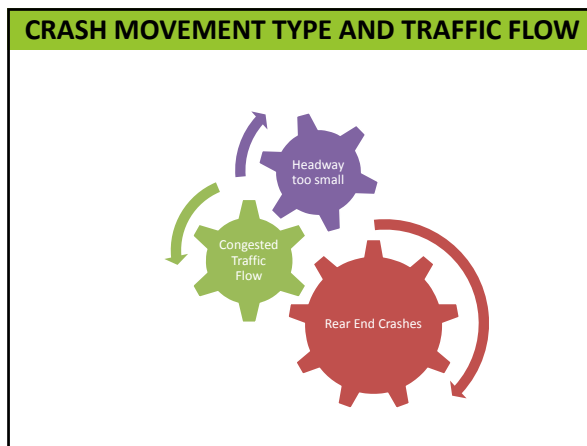 CRASH MOVEMENT TYPE AND TRAFFIC FLOW
Headway
too small
Congested
Traffic
Flow
Rear End Crashes